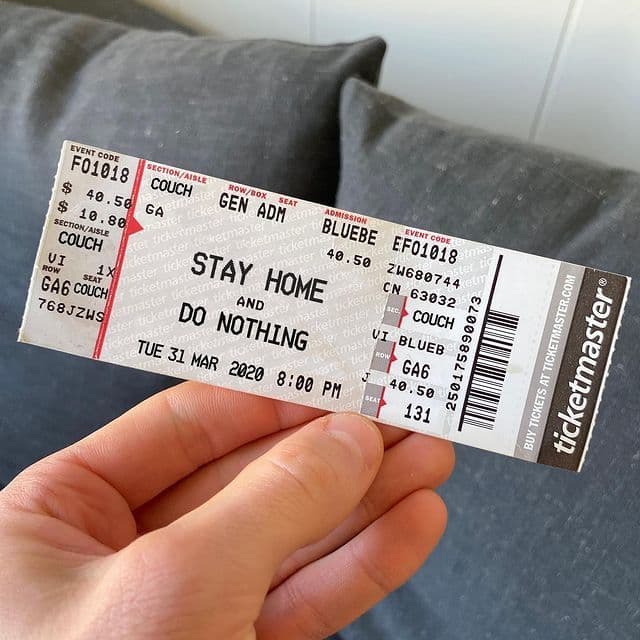 EVENT CODE
FO1018
$ 40.50
$ 10.80
SECTION/AISLE
COUCH
VI 1X
ROW SEAT
GA6 COUCH
768JZWS
SECTION/AISLE ROW/BOX SEAT ADMISSION
COUCH GEN ADM BLUEBE
GA 40.50
STAY HOME
AND
DO NOTHING
TUE 31 MAR 2020 8:00 PM
EVENT CODE
EFO1018
ZW680744
CN 63032
SEC. COUCH
VI BLUEB
ROW GA6
J 40.50
SEAT 131
250175890073
BUY TICKETS AT TICKETMASTER.COM
ticketmaster®